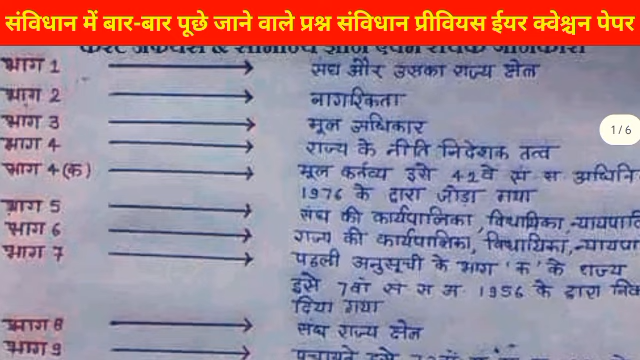 संविधान में बार-बार पूछे जाने वाले प्रश्न संविधान प्रीवियस ईयर क्वेश्चन पेपर
1/6
भाग 1 → संघ और उसका राज्य क्षेत्र
भाग 2 → नागरिकता
भाग 3 → मूल अधिकार
भाग 4 → राज्य के नीति निदेशक तत्व
भाग 4 (क) → मूल कर्तव्य इसे 42वे सं स अधिनि
1976 के द्वारा जोड़ा गया
भाग 5 → संघ की कार्यपालिका, विधायिका, न्यायपालि
भाग 6 → राज्य की कार्यपालिका, विधायिका, न्यायपा
भाग 7 → पहली अनुसूची के भाग 'क' के राज्य
इसे 7वाँ सं स अ 1956 के द्वारा निक
दिया गया
भाग 8 → संघ राज्य क्षेत्र
भाग 9 →